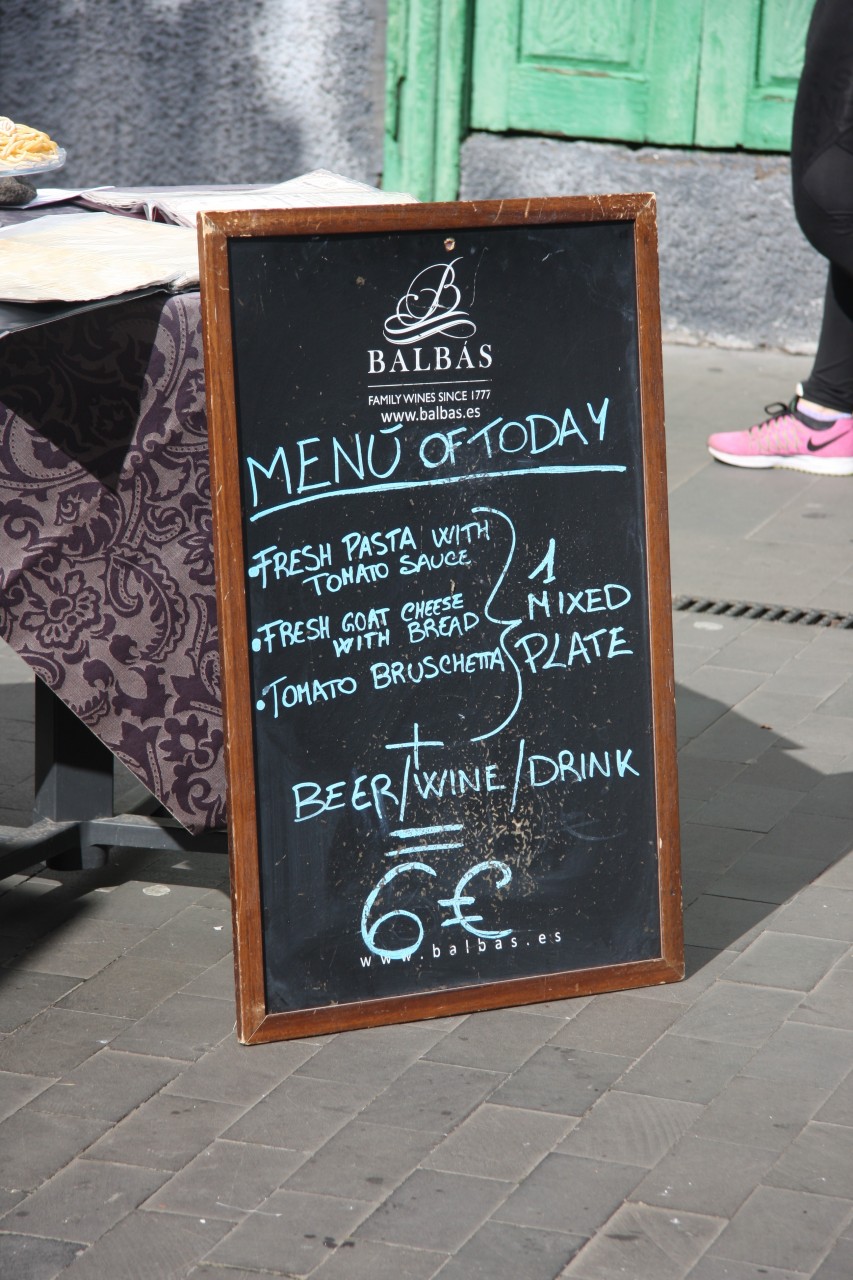 B
BALBÁS
FAMILY WINES SINCE 1777
www.balbas.es
MENÚ OF TODAY
•FRESH PASTA WITH
TOMATO SAUCE
•FRESH GOAT CHEESE
WITH BREAD
•TOMATO BRUSCHETTA
1
MIXED
PLATE
+
BEER/WINE/DRINK
=
6€
www.balbas.es